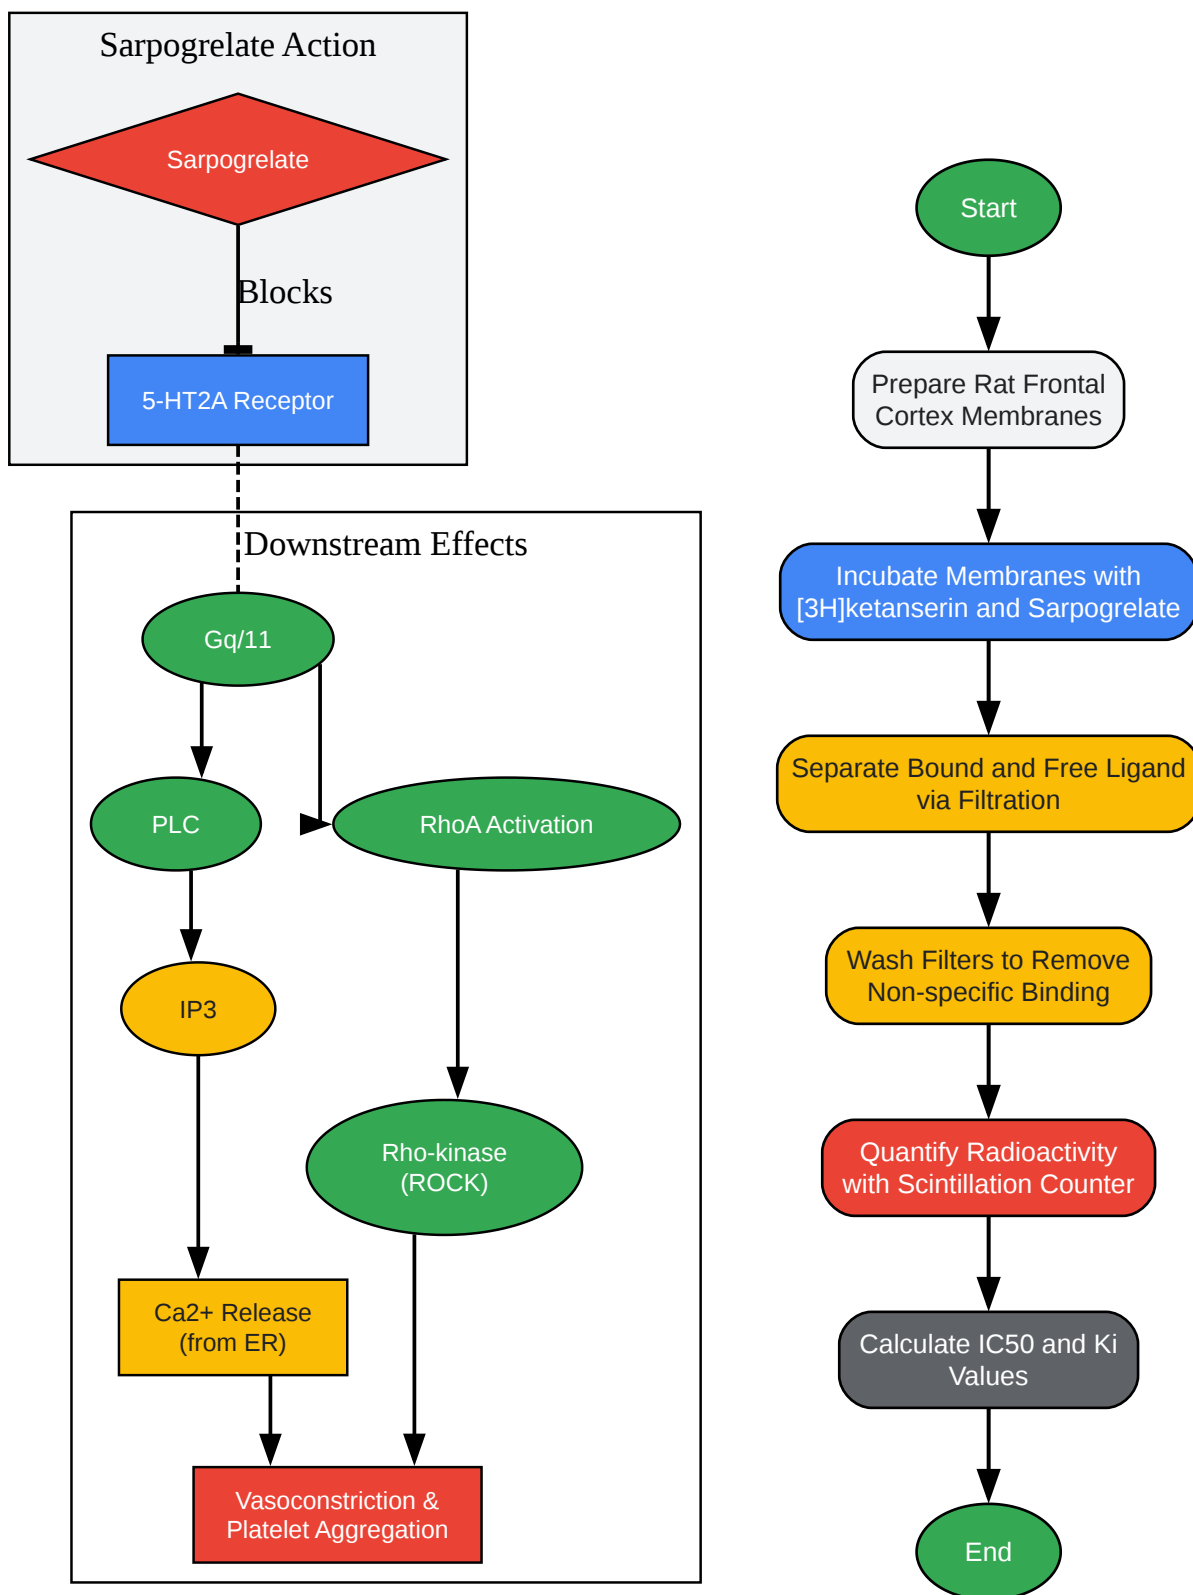 Sarpogrelate Action
Sarpogrelate
Blocks
5-HT2A Receptor
Downstream Effects
Gq/11
PLC
RhoA Activation
IP3
Rho-kinase
(ROCK)
Ca2+ Release
(from ER)
Vasoconstriction &
Platelet Aggregation
Start
Prepare Rat Frontal
Cortex Membranes
Incubate Membranes with
[3H]ketanserin and Sarpogrelate
Separate Bound and Free Ligand
via Filtration
Wash Filters to Remove
Non-specific Binding
Quantify Radioactivity
with Scintillation Counter
Calculate IC50 and Ki
Values
End